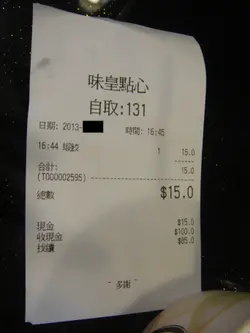 味皇點心
自取:131
日期: 2013- 時間: 16:45
16:44 1 15.0
合計: 15.0
(T000002595)
總數 $15.0
現金 $15.0
收現金 $100.0
找續 $85.0
~ 多謝 ~